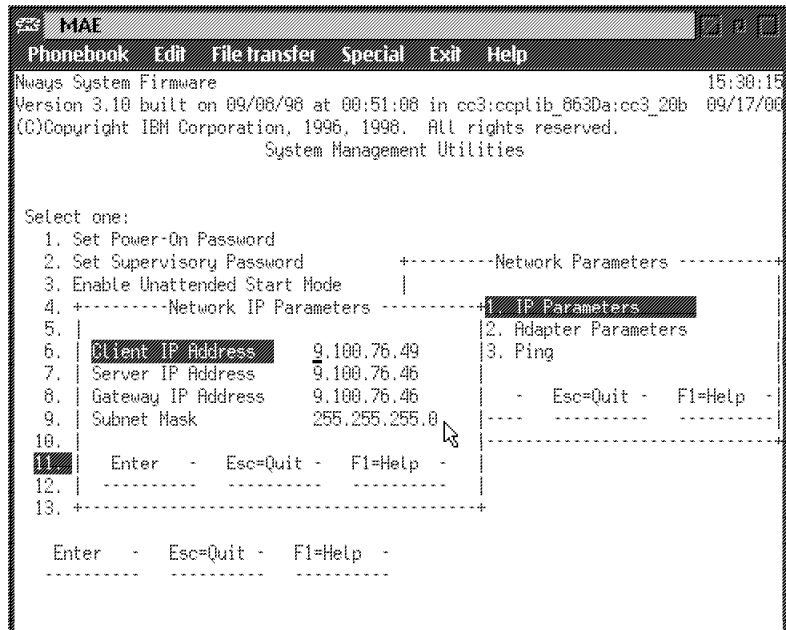 MAE
Phonebook Edit File transfer Special Exit Help
Nways System Firmware 15:30:15
Version 3.10 built on 09/08/98 at 00:51:08 in cc3:ccplib_863Da:cc3_20b 09/17/00
(C)Copyright IBM Corporation, 1996, 1998. All rights reserved.
System Management Utilities
Select one:
1. Set Power-On Password
2. Set Supervisory Password
3. Enable Unattended Start Mode
4.
5.
6.
7.
8.
9.
10.
11.
12.
13.
Network IP Parameters
Client IP Address 9.100.76.49
Server IP Address 9.100.76.46
Gateway IP Address 9.100.76.46
Subnet Mask 255.255.255.0
Enter - Esc=Quit - F1=Help -
Network Parameters
1. IP Parameters
2. Adapter Parameters
3. Ping
- Esc=Quit - F1=Help -
Enter - Esc=Quit - F1=Help -